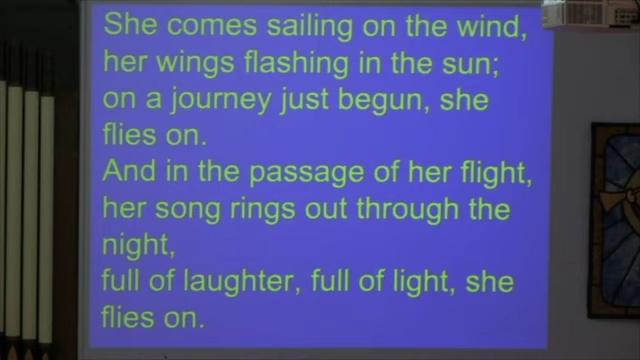 She comes sailing on the wind,
her wings flashing in the sun;
on a journey just begun, she
flies on.
And in the passage of her flight,
her song rings out through the
night,
full of laughter, full of light, she
flies on.